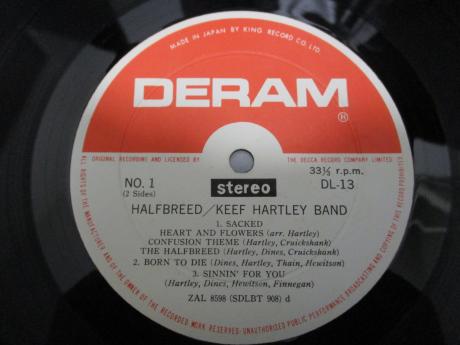 MADE IN JAPAN BY KING RECORD CO. LTD.
DERAM
®
ORIGINAL RECORDING AND LICENSED BY THE DECCA RECORD COMPANY LIMITED
NO. 1
(2 Sides)
stereo
33⅓ r.p.m.
DL-13
HALFBREED/KEEF HARTLEY BAND
1. SACKED
HEART AND FLOWERS (arr. Hartley)
CONFUSION THEME (Hartley, Cruickshank)
THE HALFBREED (Hartley, Dines, Cruickshank)
2. BORN TO DIE (Dines, Hartley, Thain, Hewitson)
3. SINNIN' FOR YOU
(Hartley, Dines, Hewitson, Finnegan)
ZAL 8598 (SDLBT 908) d
ALL RIGHTS OF THE MANUFACTURER AND OF THE OWNER OF THE RECORDED WORK RESERVED·UNAUTHORIZED PUBLIC PERFORMANCE BROADCASTING AND COPYING OF THIS RECORD PROHIBITED